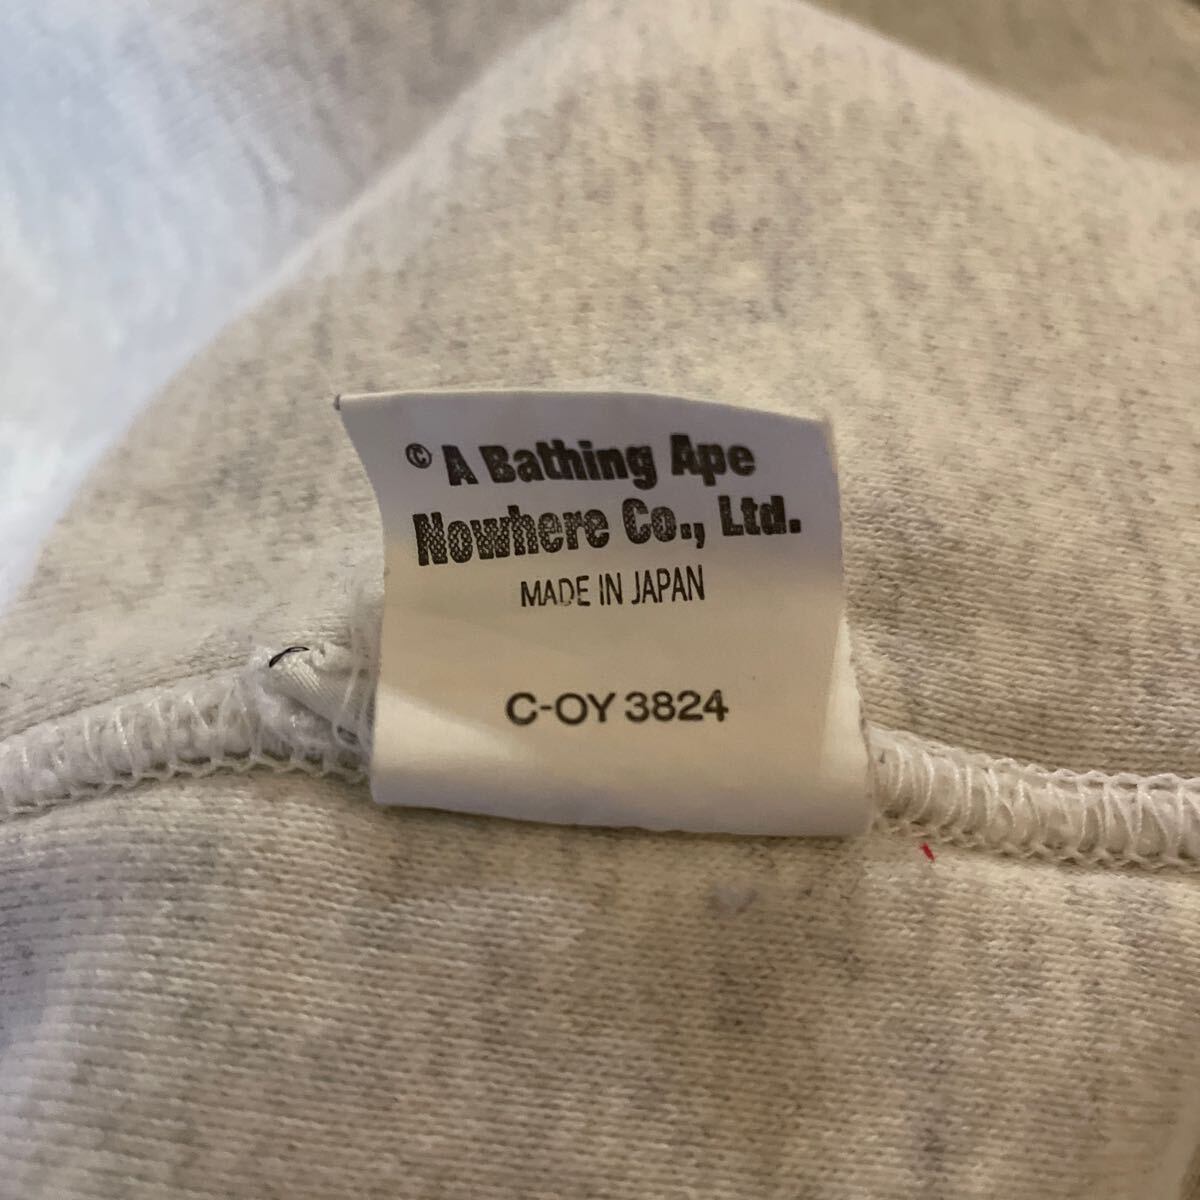 © A Bathing Ape
Nowhere Co., Ltd.
MADE IN JAPAN
C-OY 3824